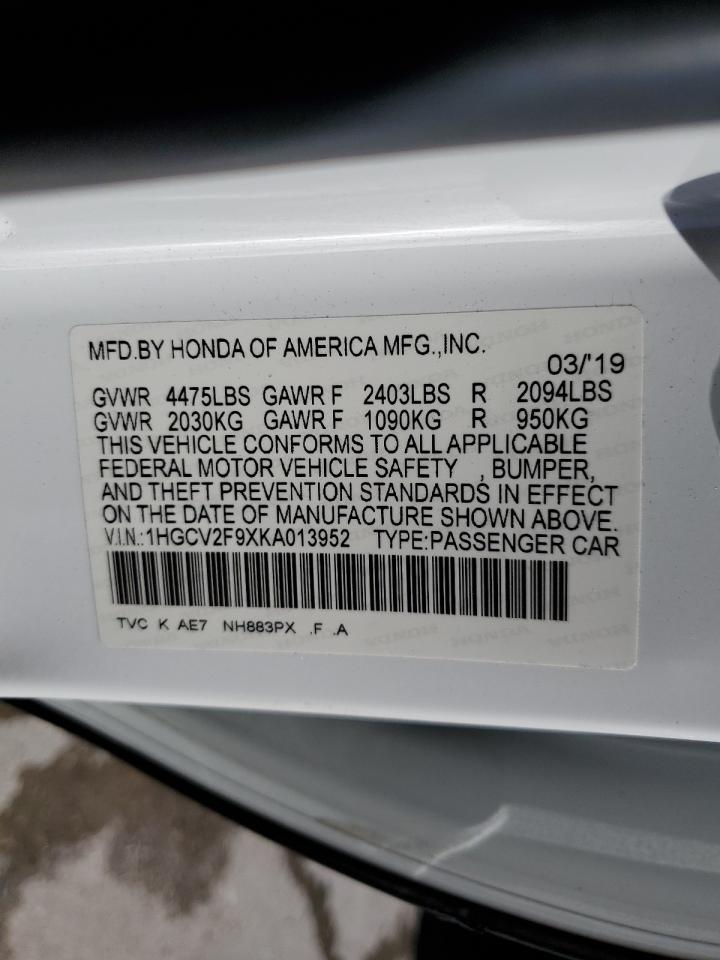 MFD.BY HONDA OF AMERICA MFG.,INC.
03/'19
GVWR 4475LBS GAWR F 2403LBS R 2094LBS
GVWR 2030KG GAWR F 1090KG R 950KG
THIS VEHICLE CONFORMS TO ALL APPLICABLE
FEDERAL MOTOR VEHICLE SAFETY , BUMPER,
AND THEFT PREVENTION STANDARDS IN EFFECT
ON THE DATE OF MANUFACTURE SHOWN ABOVE.
V.I.N.:1HGCV2F9XKA013952 TYPE:PASSENGER CAR
TVC K AE7 NH883PX .F .A